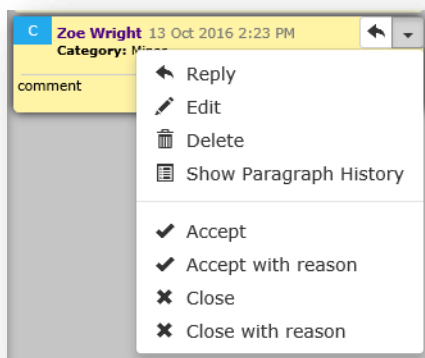 C Zoe Wright 13 Oct 2016 2:23 PM
Category:
comment
Reply
Edit
Delete
Show Paragraph History
Accept
Accept with reason
Close
Close with reason